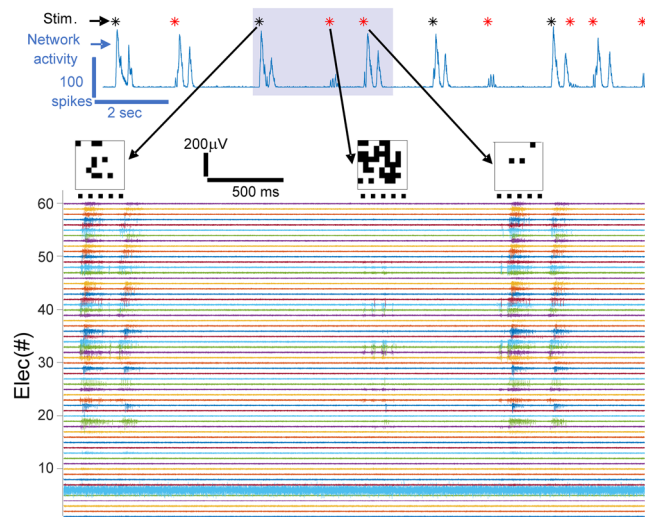 Stim.
Network
activity
100
spikes
2 sec
200μV
500 ms
Elec(#)
60
50
40
30
20
10